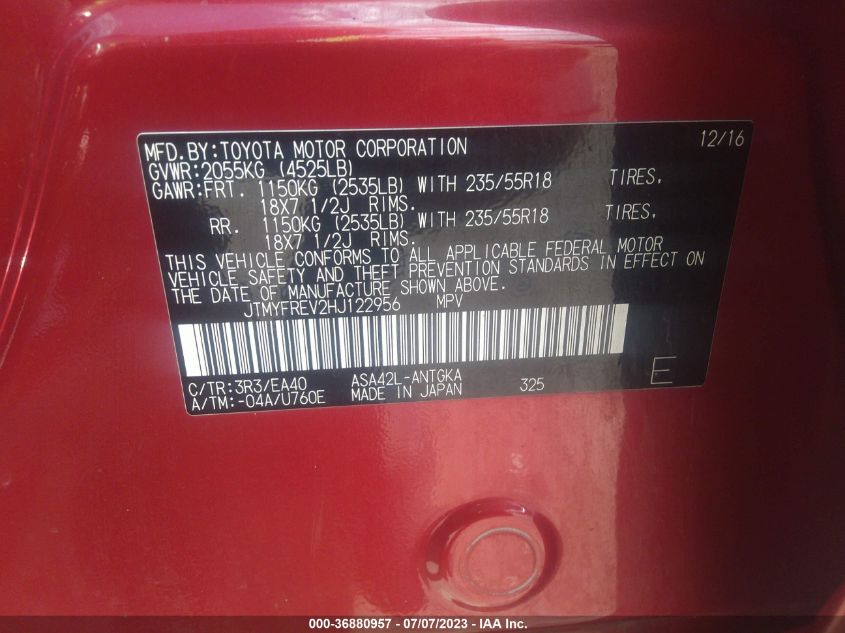 MFD.BY:TOYOTA MOTOR CORPORATION 12/16
GVWR:2055KG (4525LB)
GAWR:FRT. 1150KG (2535LB) WITH 235/55R18 TIRES,
18X7 1/2J RIMS.
RR. 1150KG (2535LB) WITH 235/55R18 TIRES,
18X7 1/2J RIMS.
THIS VEHICLE CONFORMS TO ALL APPLICABLE FEDERAL MOTOR
VEHICLE SAFETY AND THEFT PREVENTION STANDARDS IN EFFECT ON
THE DATE OF MANUFACTURE SHOWN ABOVE.
JTMYFREV2HJ122956 MPV
C/TR:3R3/EA40 ASA42L-ANTGKA 325 E
A/TM:-04A/U760E MADE IN JAPAN
000-36880957 - 07/07/2023 - IAA Inc.